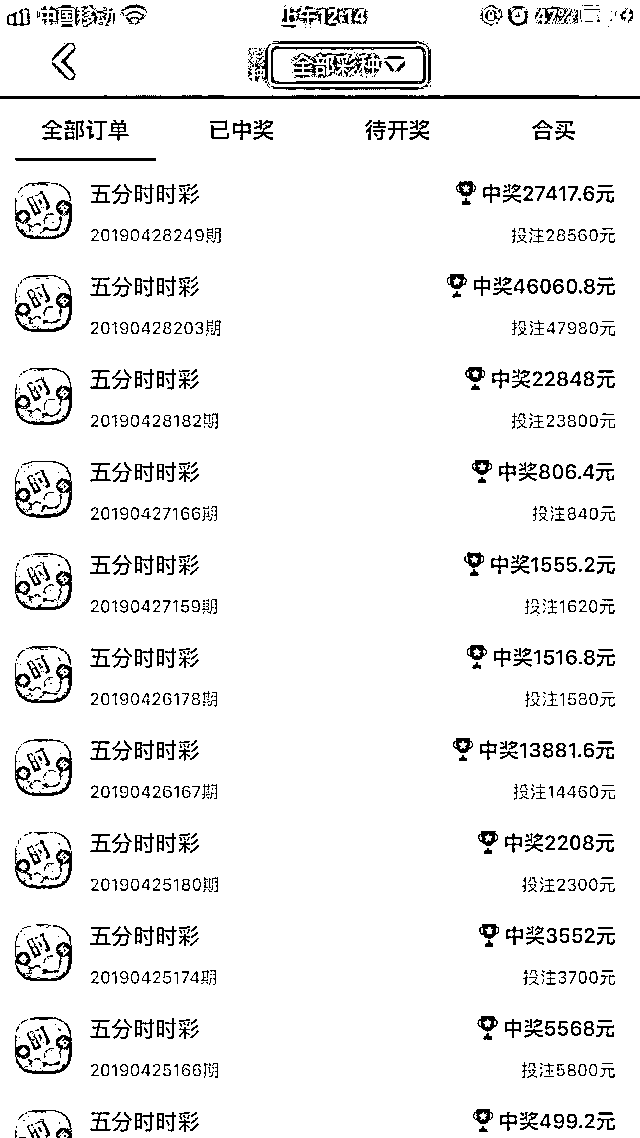 中国移动 上午12:14 47%
全部彩种
全部订单 已中奖 待开奖 合买
五分时时彩 中奖27417.6元
20190428249期 投注28560元
五分时时彩 中奖46060.8元
20190428203期 投注47980元
五分时时彩 中奖22848元
20190428182期 投注23800元
五分时时彩 中奖806.4元
20190427166期 投注840元
五分时时彩 中奖1555.2元
20190427159期 投注1620元
五分时时彩 中奖1516.8元
20190426178期 投注1580元
五分时时彩 中奖13881.6元
20190426167期 投注14460元
五分时时彩 中奖2208元
20190425180期 投注2300元
五分时时彩 中奖3552元
20190425174期 投注3700元
五分时时彩 中奖5568元
20190425166期 投注5800元
五分时时彩 中奖499.2元